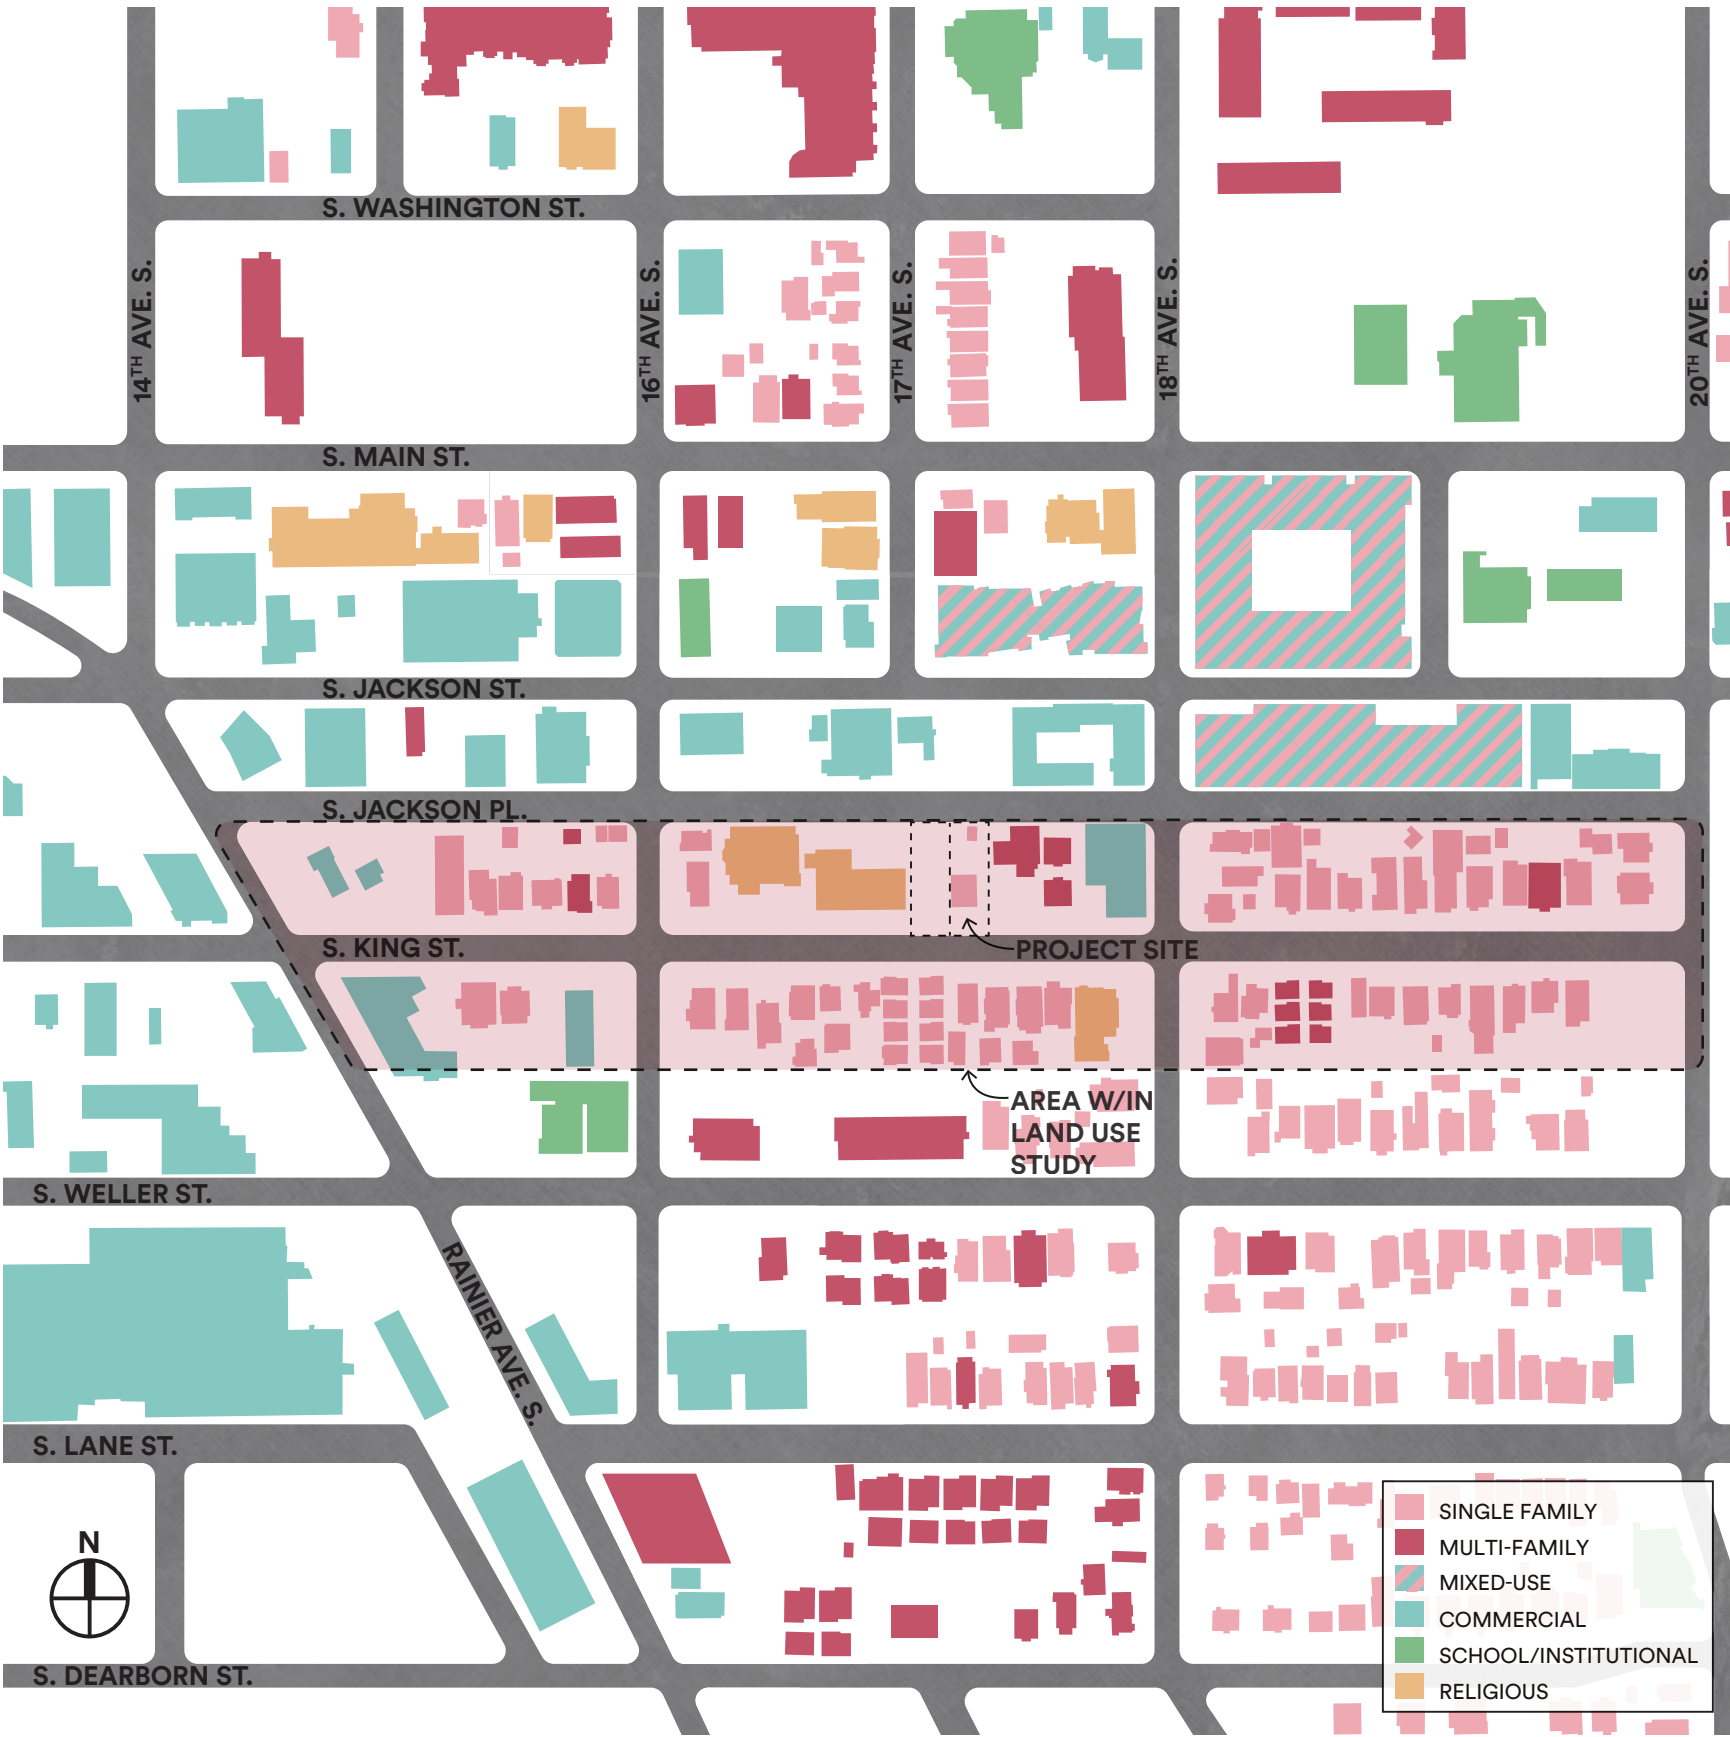 S. WASHINGTON ST.
14TH AVE. S.
16TH AVE. S.
17TH AVE. S.
18TH AVE. S.
20TH AVE. S.
S. MAIN ST.
S. JACKSON ST.
S. JACKSON PL.
S. KING ST.
PROJECT SITE
AREA W/IN
LAND USE
STUDY
S. WELLER ST.
RAINIER AVE. S.
S. LANE ST.
N
S. DEARBORN ST.
SINGLE FAMILY
MULTI-FAMILY
MIXED-USE
COMMERCIAL
SCHOOL/INSTITUTIONAL
RELIGIOUS